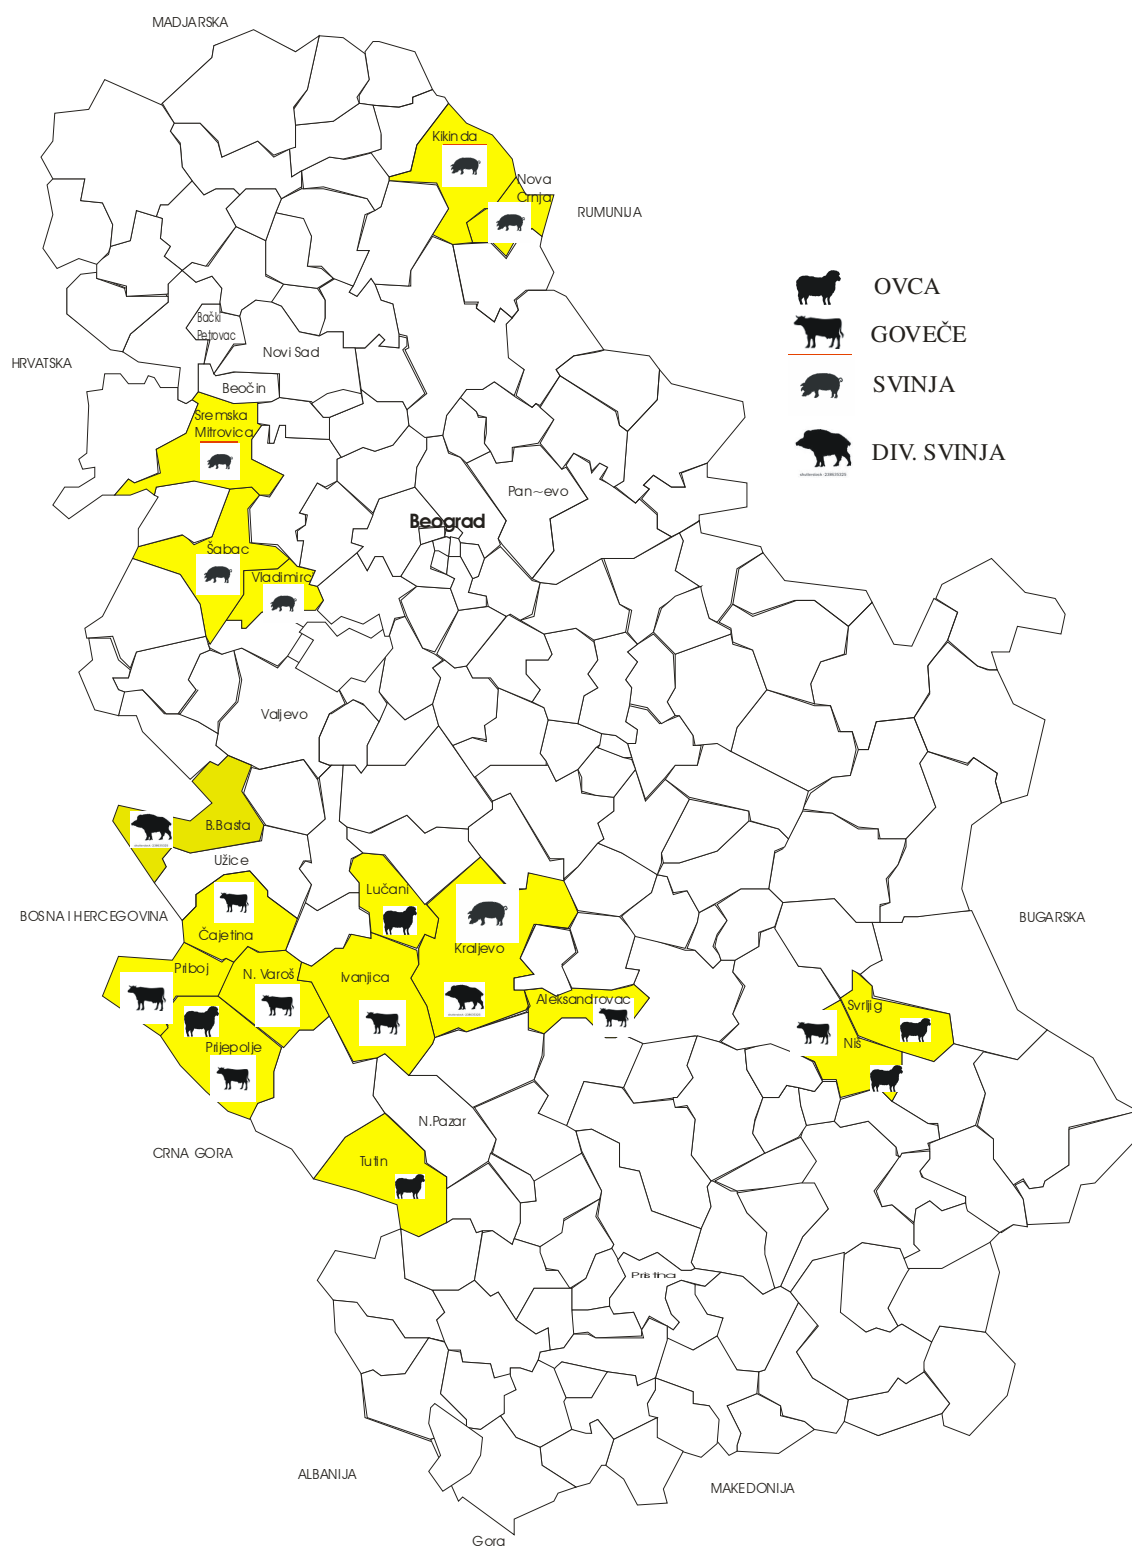 MADJARSKA
Kikinda
Nova
Crnja
RUMUNIJA
OVCA
Bački
Petrovac
GOVEČE
Novi Sad
HRVATSKA
Beočin
SVINJA
Sremska
Mitrovica
DIV. SVINJA
Pan~evo
Beograd
Šabac
Vladimirci
Valjevo
B.Basta
Užice
Lučani
BOSNA I HERCEGOVINA
BUGARSKA
Čajetina
Kraljevo
Priboj
N. Varoš
Ivanjica
Aleksandrovac
Svrljig
Prijepolje
Niš
N.Pazar
CRNA GORA
Tutin
Pristina
ALBANIJA
MAKEDONIJA
Gora